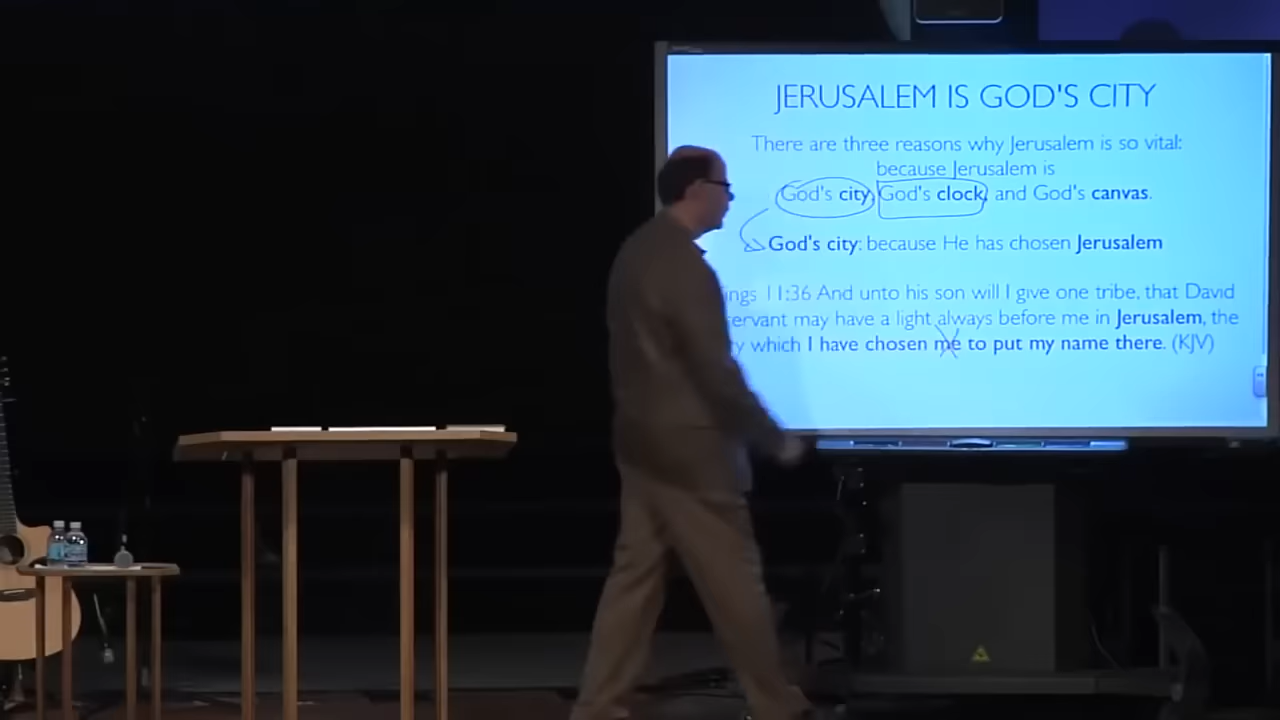 JERUSALEM IS GOD'S CITY
There are three reasons why Jerusalem is so vital:
because Jerusalem is
God's city, God's clock, and God's canvas.
God's city: because He has chosen Jerusalem
11:36 And unto his son will I give one tribe, that David
servant may have a light always before me in Jerusalem, the
which I have chosen me to put my name there. (KJV)